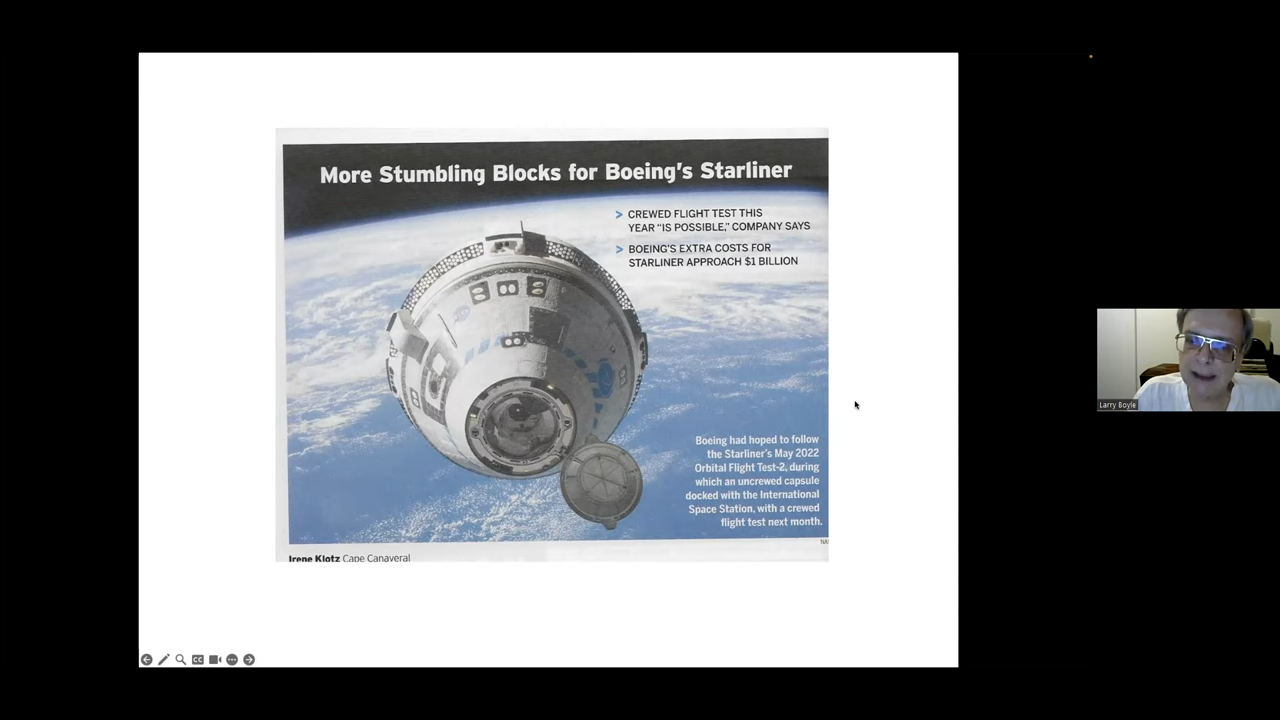 More Stumbling Blocks for Boeing's Starliner
> CREWED FLIGHT TEST THIS
YEAR “IS POSSIBLE,” COMPANY SAYS
> BOEING'S EXTRA COSTS FOR
STARLINER APPROACH $1 BILLION
Boeing had hoped to follow
the Starliner's May 2022
Orbital Flight Test-2, during
which an uncrewed capsule
docked with the International
Space Station, with a crewed
flight test next month.
Irene Klotz Cape Canaveral
Larry Boyle
CC